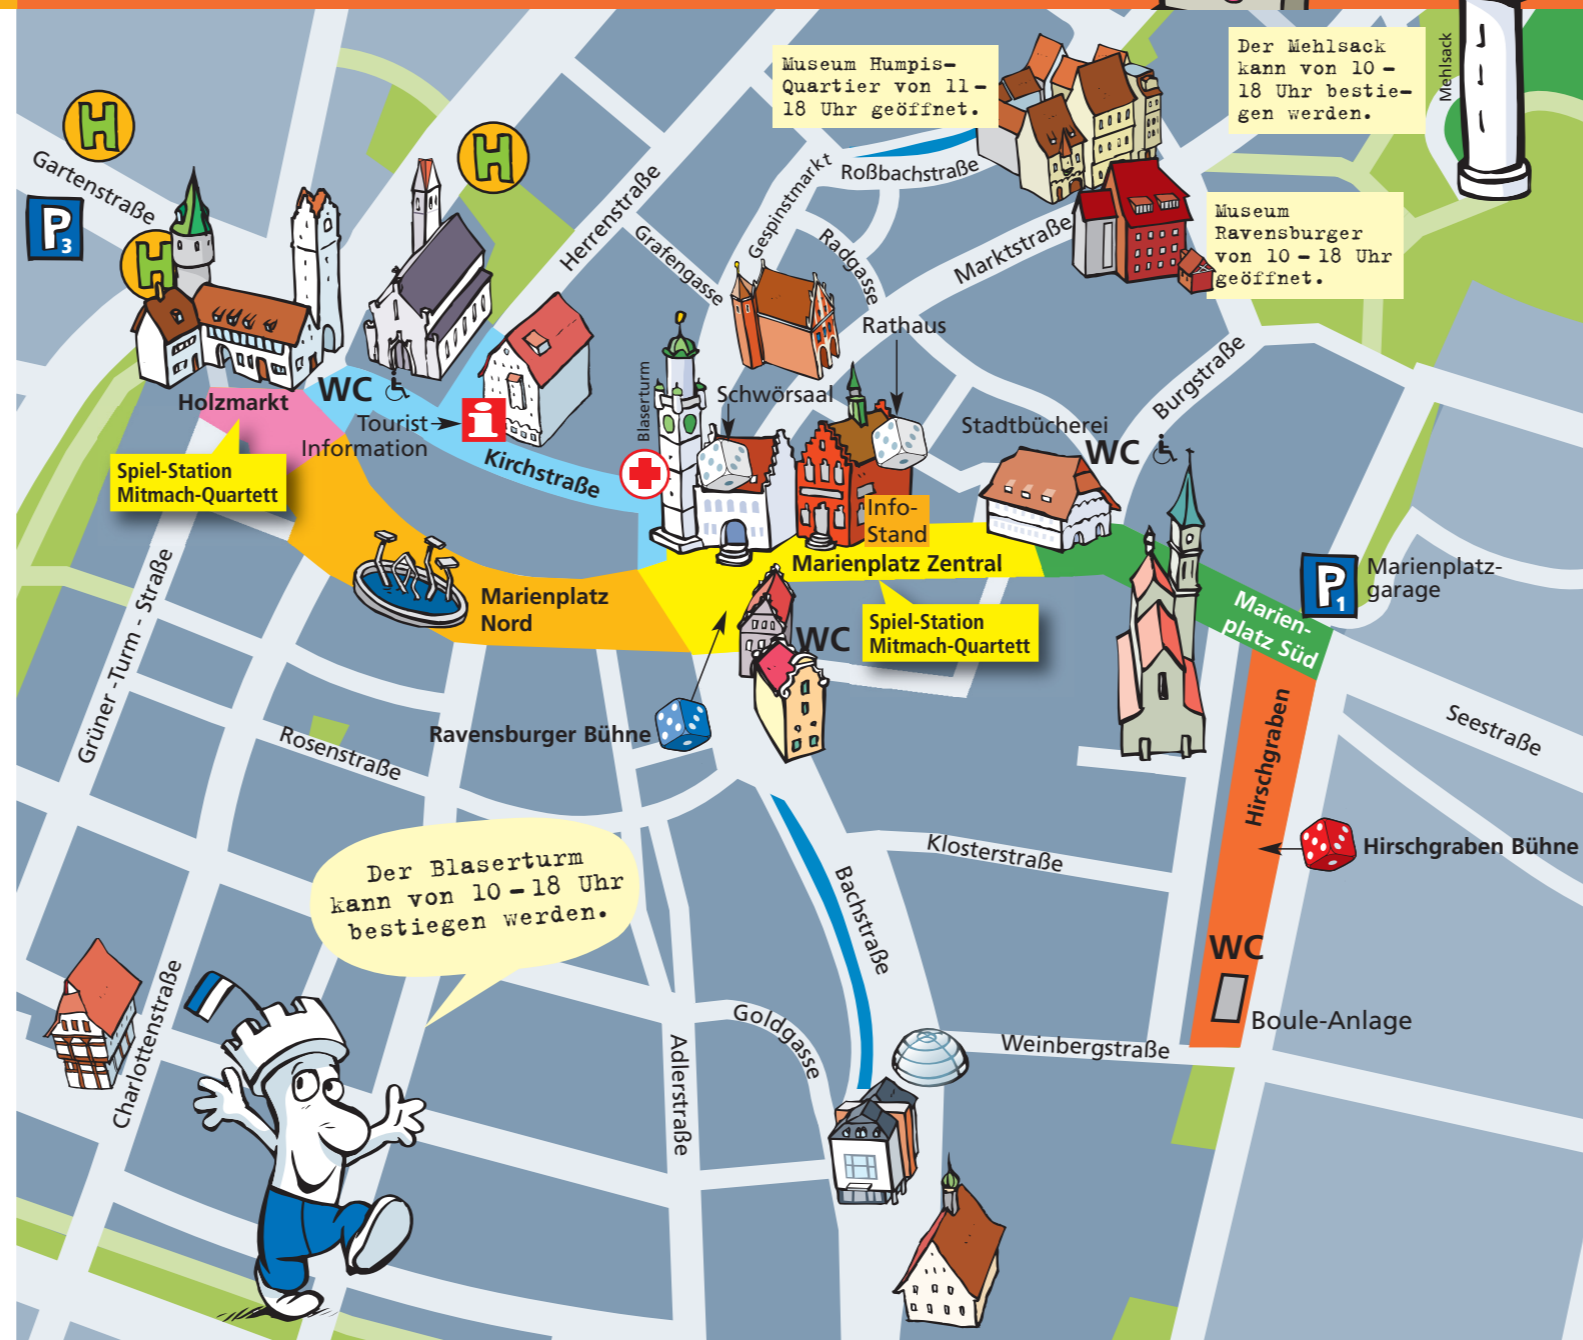 Museum Humpis-
Quartier von 11 –
18 Uhr geöffnet.
Der Mehlsack
kann von 10 –
18 Uhr bestie-
gen werden.
Mehlsack
H
H
Gartenstraße
P3
H
Herrenstraße
Grafengasse
Gespinstmarkt
Roßbachstraße
Radgasse
Marktstraße
Museum
Ravensburger
von 10 – 18 Uhr
geöffnet.
Rathaus
Burgstraße
Holzmarkt
WC
Tourist
Information
i
Kirchstraße
Blaserturm
Schwörsaal
Stadtbücherei
WC
Spiel-Station
Mitmach-Quartett
Info-
Stand
Marienplatz Zentral
Marienplatz
Nord
WC
Spiel-Station
Mitmach-Quartett
P1
Marienplatz-
garage
Marien-
platz Süd
Grüner-Turm-Straße
Rosenstraße
Ravensburger Bühne
Hirschgraben
Seestraße
Hirschgraben Bühne
Klosterstraße
Bachstraße
Der Blaserturm
kann von 10 – 18 Uhr
bestiegen werden.
WC
Boule-Anlage
Weinbergstraße
Goldgasse
Adlerstraße
Charlottenstraße